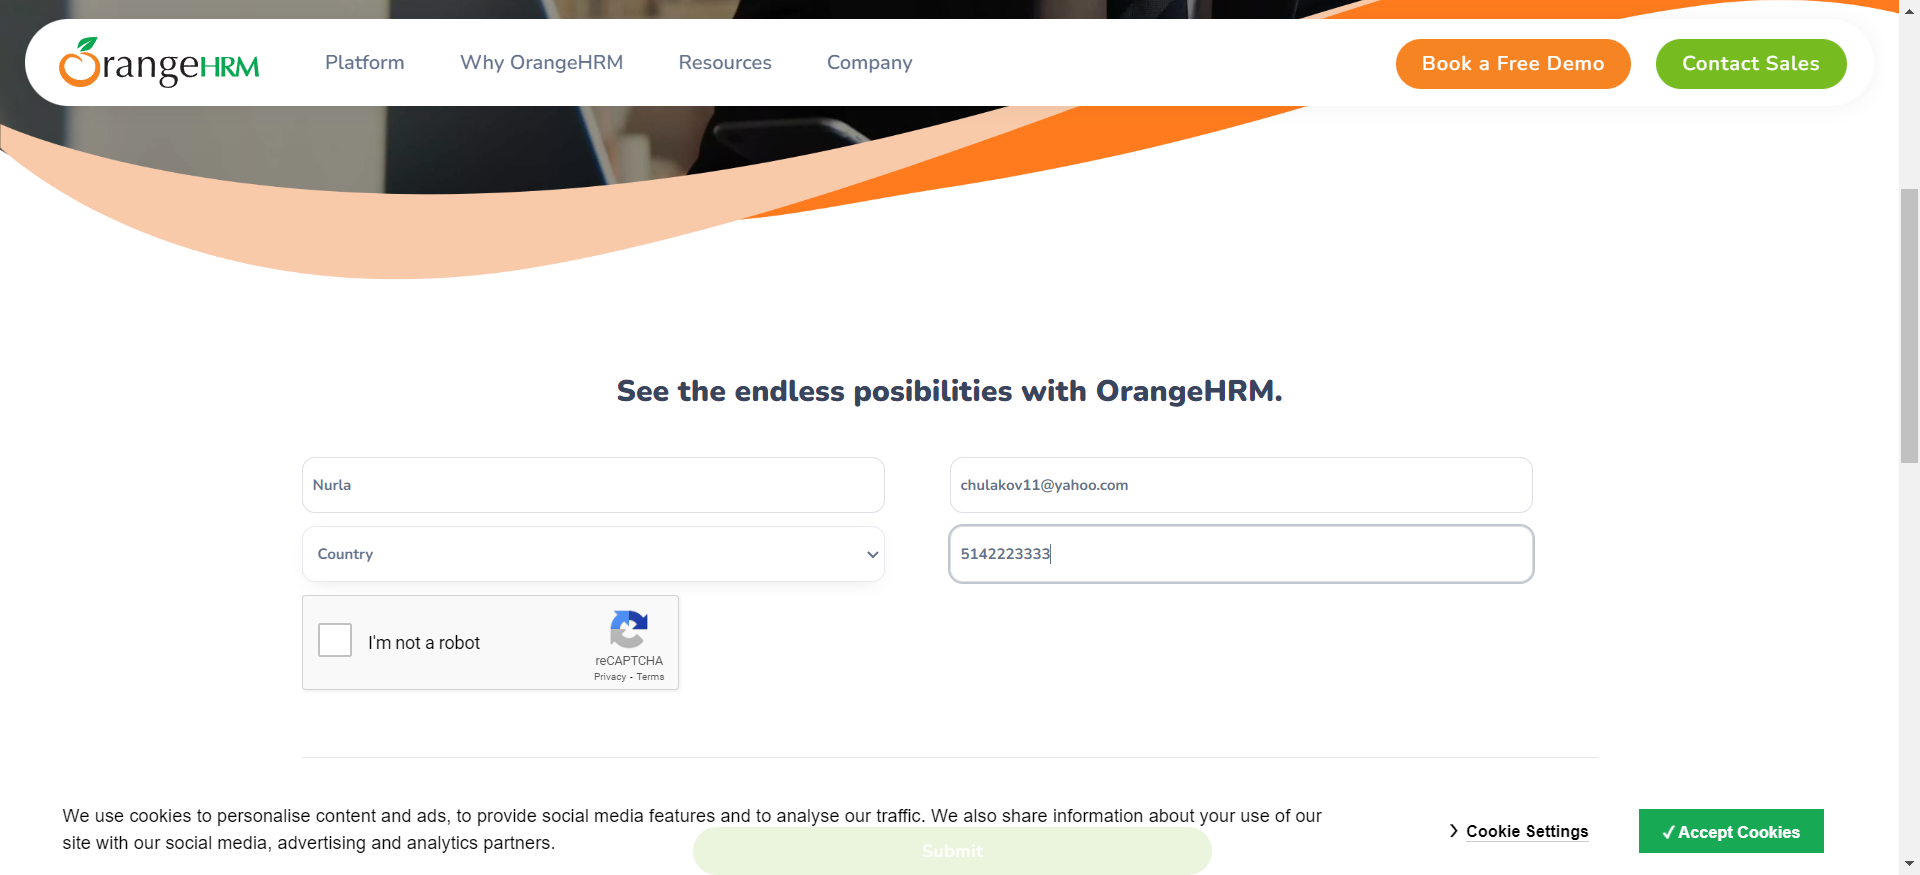 OrangeHRM
Platform
Why OrangeHRM
Resources
Company
Book a Free Demo
Contact Sales
See the endless posibilities with OrangeHRM.
Nurla
chulakov11@yahoo.com
Country
5142223333
I'm not a robot
reCAPTCHA
Privacy - Terms
We use cookies to personalise content and ads, to provide social media features and to analyse our traffic. We also share information about your use of our
site with our social media, advertising and analytics partners.
Cookie Settings
✓ Accept Cookies
Submit